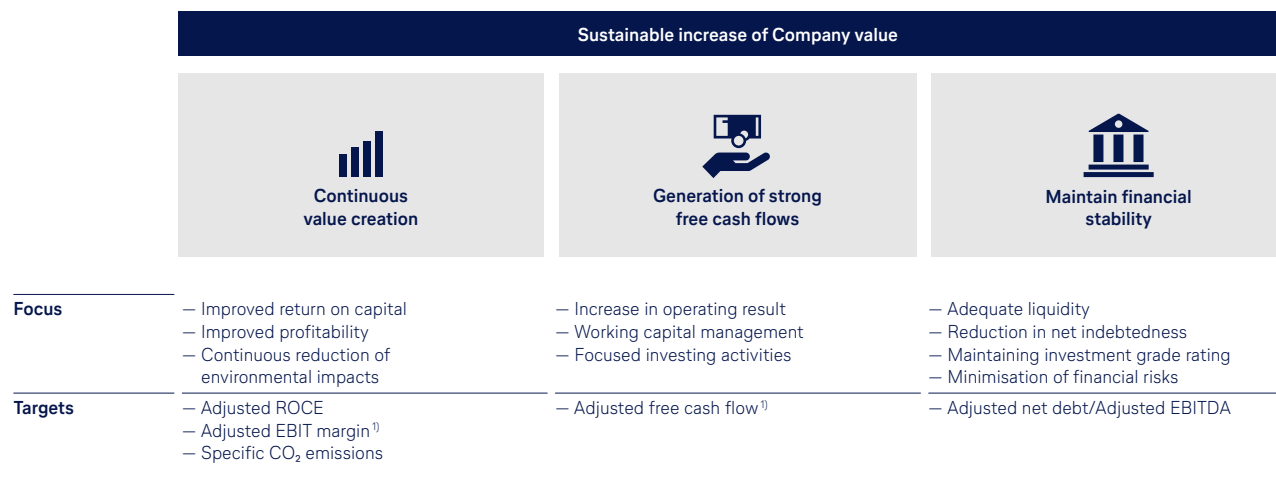 Sustainable increase of Company value
Continuous
value creation
Generation of strong
free cash flows
Maintain financial
stability
Focus
— Improved return on capital
— Improved profitability
— Continuous reduction of
environmental impacts
— Increase in operating result
— Working capital management
— Focused investing activities
— Adequate liquidity
— Reduction in net indebtedness
— Maintaining investment grade rating
— Minimisation of financial risks
Targets
— Adjusted ROCE
— Adjusted EBIT margin 1)
— Specific CO₂ emissions
— Adjusted free cash flow 1)
— Adjusted net debt/Adjusted EBITDA